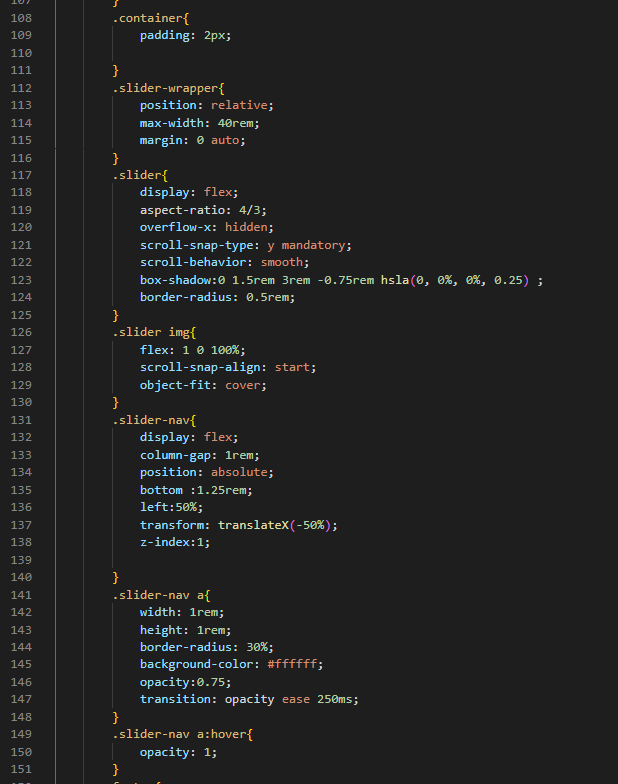 107 }
108 .container{
109 padding: 2px;
110
111 }
112 .slider-wrapper{
113 position: relative;
114 max-width: 40rem;
115 margin: 0 auto;
116 }
117 .slider{
118 display: flex;
119 aspect-ratio: 4/3;
120 overflow-x: hidden;
121 scroll-snap-type: y mandatory;
122 scroll-behavior: smooth;
123 box-shadow:0 1.5rem 3rem -0.75rem hsla(0, 0%, 0%, 0.25) ;
124 border-radius: 0.5rem;
125 }
126 .slider img{
127 flex: 1 0 100%;
128 scroll-snap-align: start;
129 object-fit: cover;
130 }
131 .slider-nav{
132 display: flex;
133 column-gap: 1rem;
134 position: absolute;
135 bottom :1.25rem;
136 left:50%;
137 transform: translateX(-50%);
138 z-index:1;
139
140 }
141 .slider-nav a{
142 width: 1rem;
143 height: 1rem;
144 border-radius: 30%;
145 background-color: #ffffff;
146 opacity:0.75;
147 transition: opacity ease 250ms;
148 }
149 .slider-nav a:hover{
150 opacity: 1;
151 }